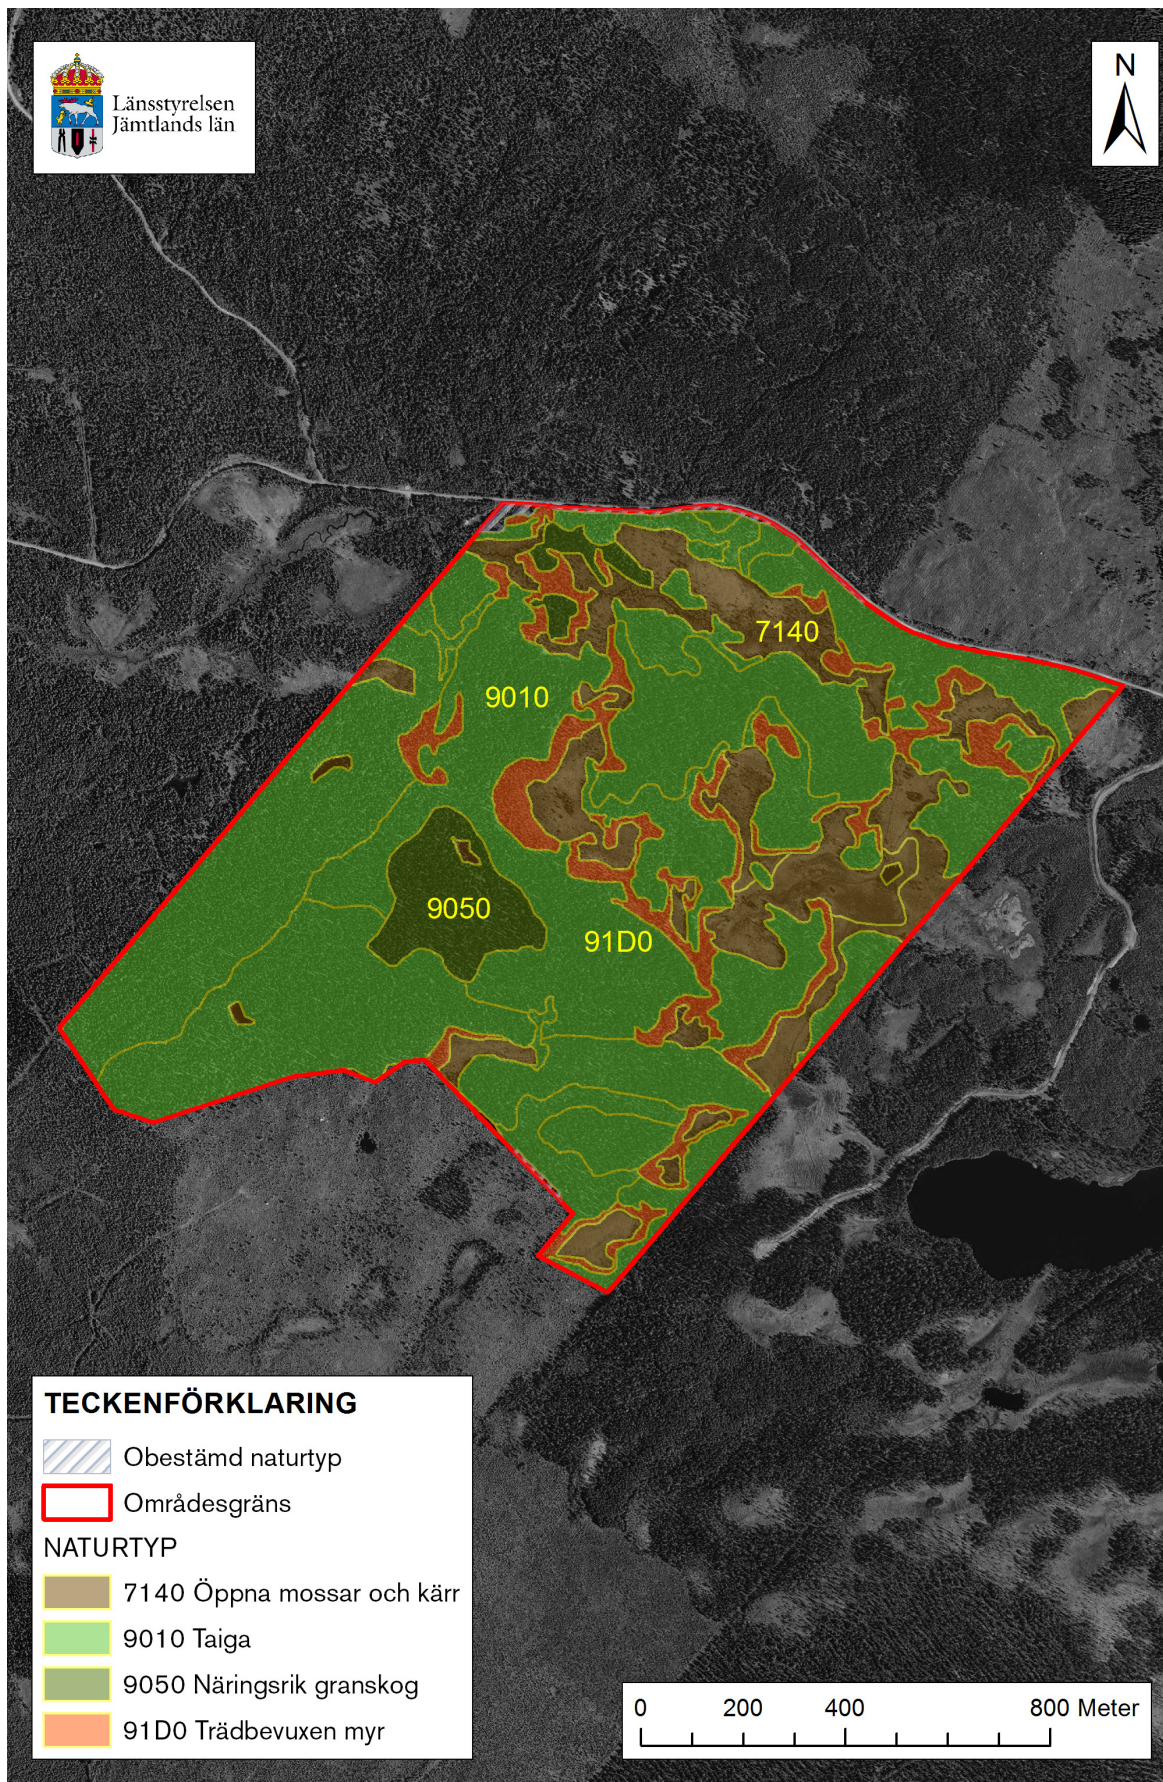 Länsstyrelsen
Jämtlands län
N
7140
9010
9050
91D0
TECKENFÖRKLARING
Obestämd naturtyp
Områdesgräns
NATURTYP
7140 Öppna mossar och kärr
9010 Taiga
9050 Näringsrik granskog
91D0 Trädbevuxen myr
0 200 400 800 Meter